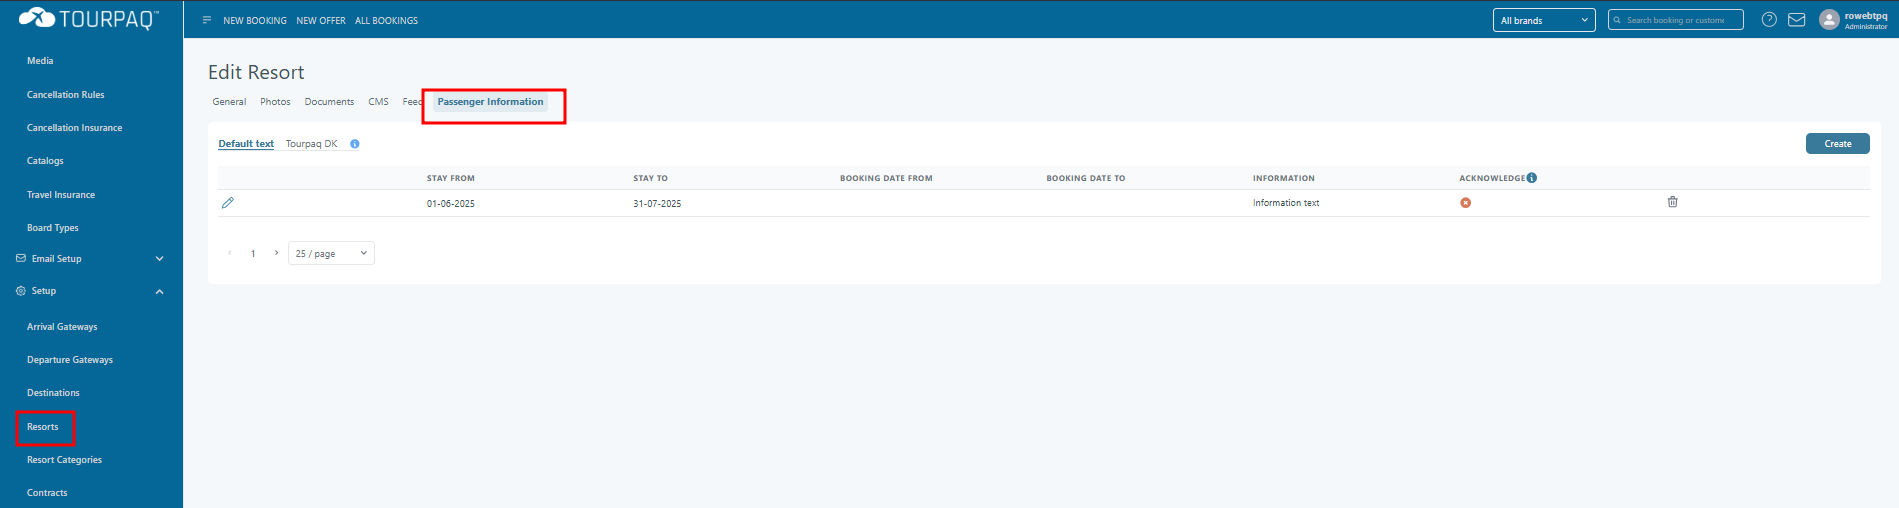 TOURPAQ™
NEW BOOKING NEW OFFER ALL BOOKINGS
All brands
Search booking or custome
rowebtpq
Administrator
Media
Cancellation Rules
Cancellation Insurance
Catalogs
Travel Insurance
Board Types
Email Setup
Setup
Arrival Gateways
Departure Gateways
Destinations
Resorts
Resort Categories
Contracts
Edit Resort
General Photos Documents CMS Feed Passenger Information
Default text Tourpaq DK
Create
STAY FROM STAY TO BOOKING DATE FROM BOOKING DATE TO INFORMATION ACKNOWLEDGE
01-06-2025 31-07-2025 Information text
1 25 / page